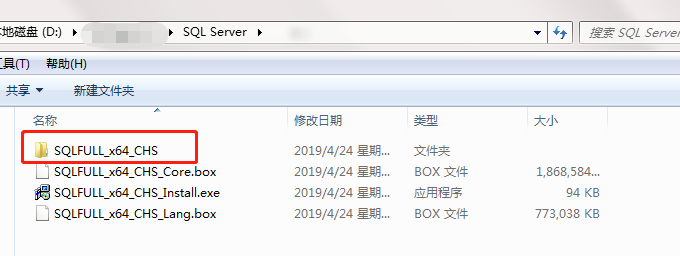 本地磁盘 (D:) SQL Server 搜索 SQL Server
工具(T) 帮助(H)
共享 新建文件夹
名称 修改日期 类型 大小
SQLFULL_x64_CHS 2019/4/24 星期... 文件夹
SQLFULL_x64_CHS_Core.box 2019/4/24 星期... BOX 文件 1,868,584...
SQLFULL_x64_CHS_Install.exe 2019/4/24 星期... 应用程序 94 KB
SQLFULL_x64_CHS_Lang.box 2019/4/24 星期... BOX 文件 773,038 KB